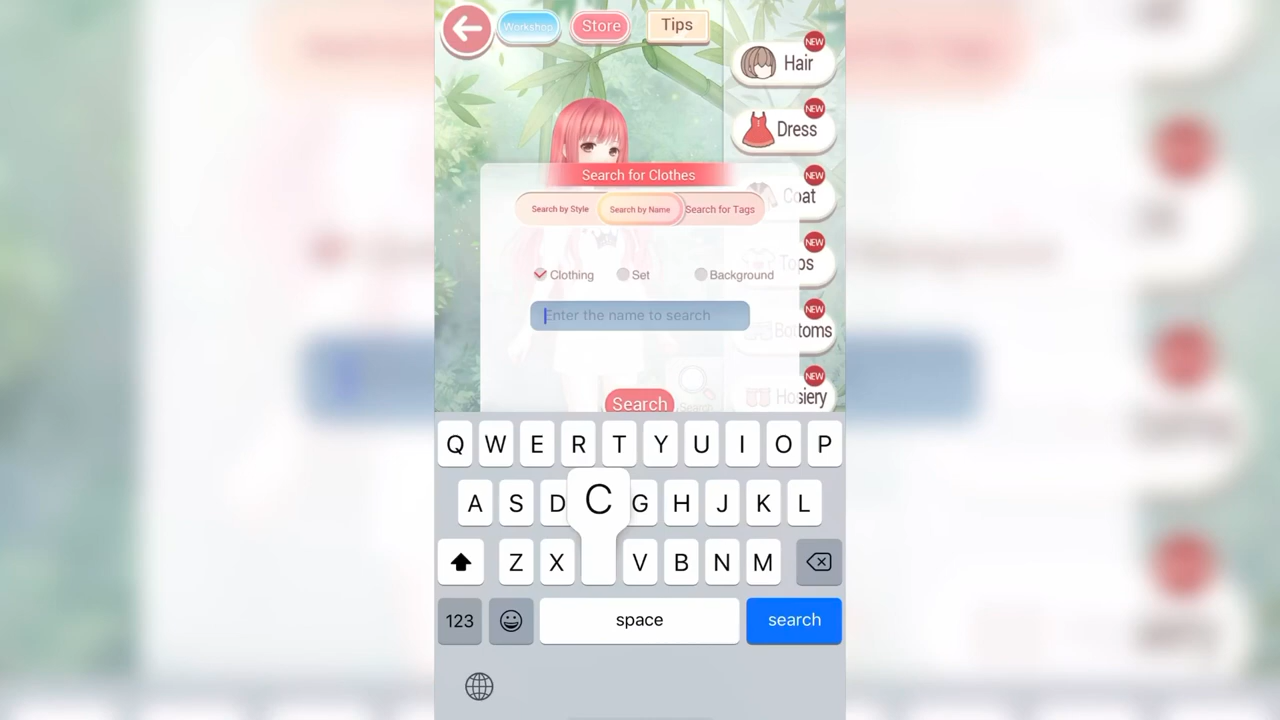 Workshop
Store
Tips
NEW
Hair
NEW
Dress
NEW
Coat
NEW
Tops
NEW
Bottoms
NEW
Hosiery
Search for Clothes
Search by Style
Search by Name
Search for Tags
Clothing
Set
Background
Enter the name to search
Search
Search
Q W E R T Y U I O P
A S D C G H J K L
Z X V B N M
123
space
search